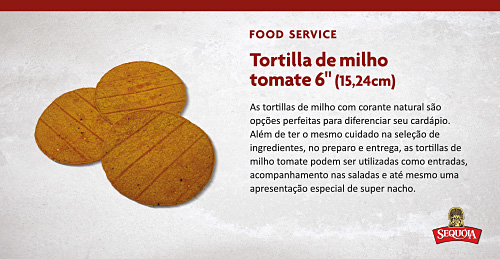 FOOD SERVICE
Tortilla de milho
tomate 6" (15,24cm)
As tortillas de milho com corante natural são
opções perfeitas para diferenciar seu cardápio.
Além de ter o mesmo cuidado na seleção de
ingredientes, no preparo e entrega, as tortillas de
milho tomate podem ser utilizadas como entradas,
acompanhamento nas saladas e até mesmo uma
apresentação especial de super nacho.
SEQUOIA